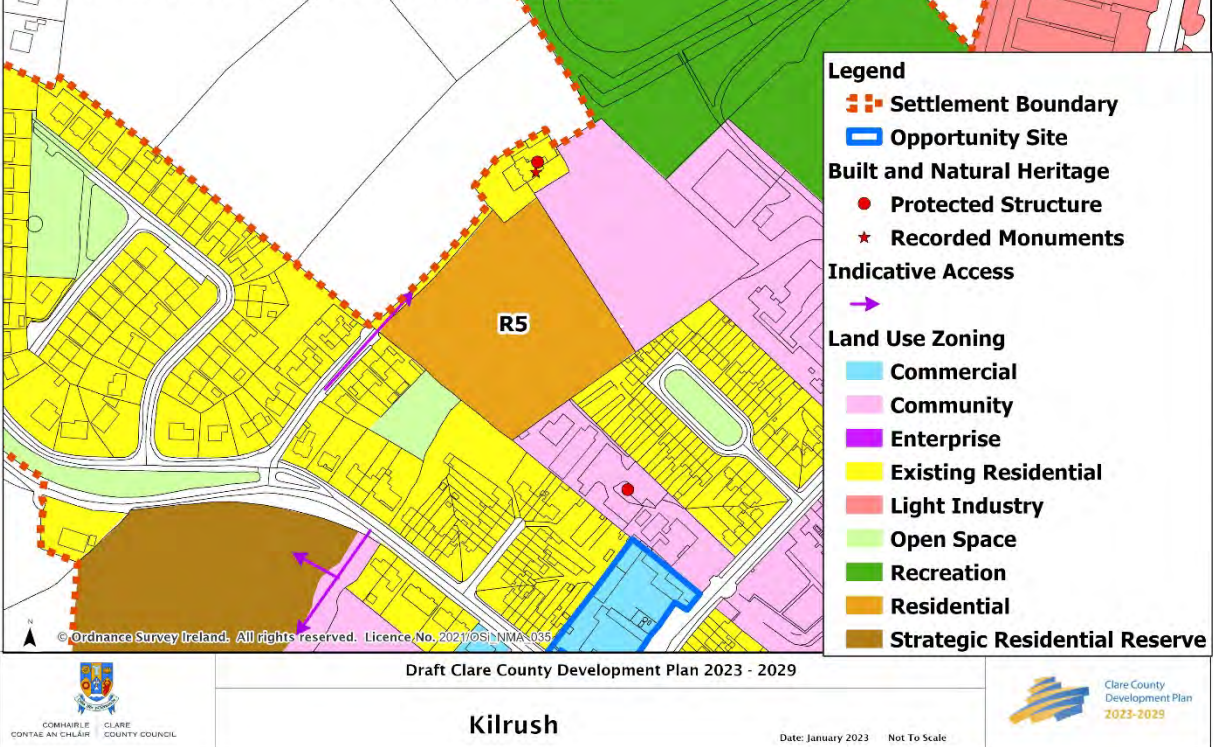 Legend
Settlement Boundary
Opportunity Site
Built and Natural Heritage
Protected Structure
Recorded Monuments
Indicative Access
Land Use Zoning
Commercial
Community
Enterprise
Existing Residential
Light Industry
Open Space
Recreation
Residential
Strategic Residential Reserve
R5
N
© Ordnance Survey Ireland. All rights reserved. Licence No. 2021/OSi_NMA_035
Draft Clare County Development Plan 2023 - 2029
Kilrush
Date: January 2023 Not To Scale
COMHAIRLE CLARE
CONTAE AN CHLÁIR COUNTY COUNCIL
Clare County
Development Plan
2023-2029